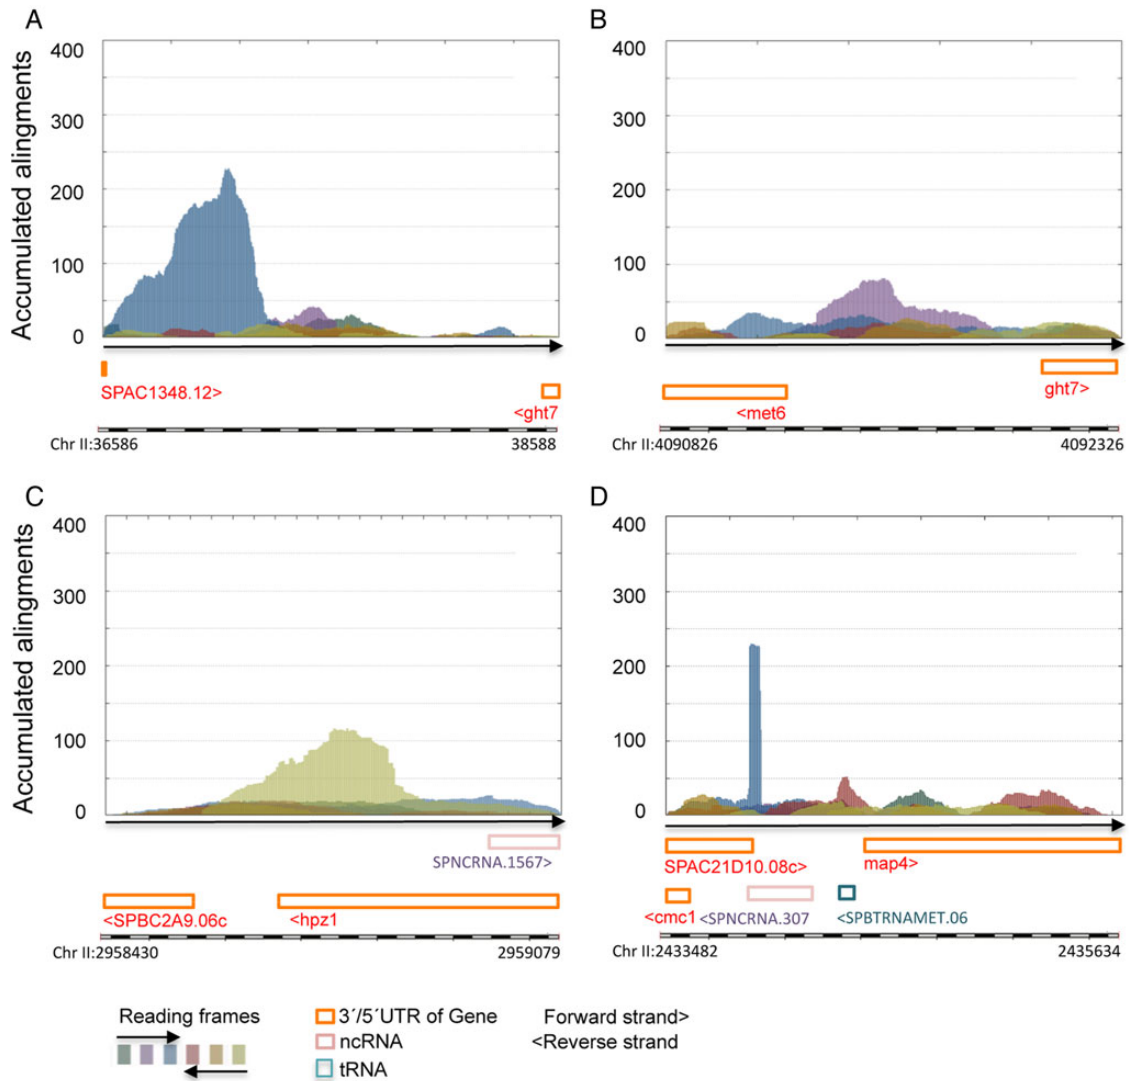 A
B
Accumulated alingments
400
300
200
100
0
400
300
200
100
0
SPAC1348.12>
<ght7
Chr II:36586
38588
<met6
ght7>
Chr II:4090826
4092326
C
D
Accumulated alingments
400
300
200
100
0
400
300
200
100
0
SPNCRNA.1567>
<SPBC2A9.06c
<hpz1
Chr II:2958430
2959079
SPAC21D10.08c>
map4>
<cmc1
<SPNCRNA.307
<SPBTRNAMET.06
Chr II:2433482
2435634
Reading frames
3´/5´UTR of Gene
ncRNA
tRNA
Forward strand>
<Reverse strand